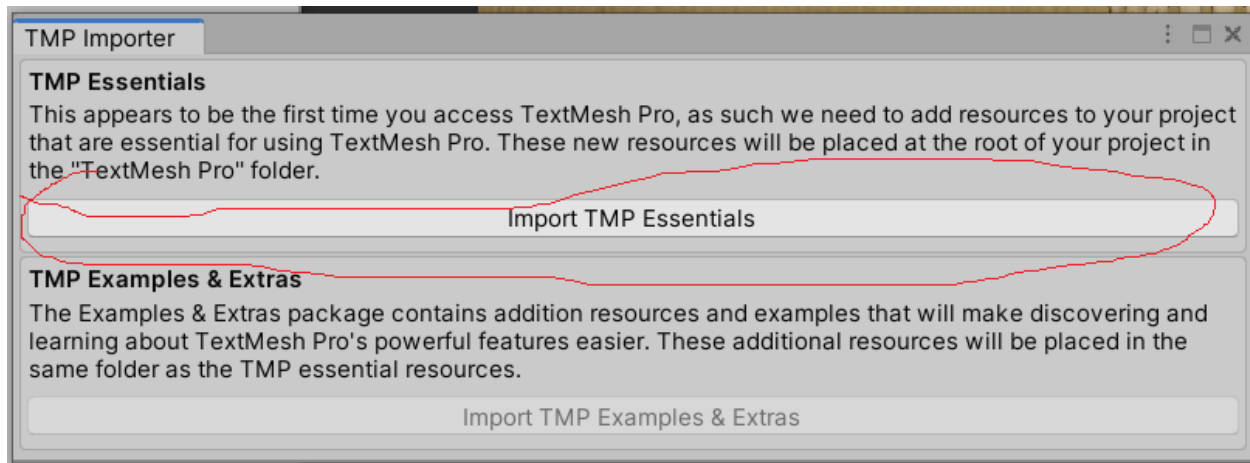 TMP Importer
TMP Essentials
This appears to be the first time you access TextMesh Pro, as such we need to add resources to your project
that are essential for using TextMesh Pro. These new resources will be placed at the root of your project in
the "TextMesh Pro" folder.
Import TMP Essentials
TMP Examples & Extras
The Examples & Extras package contains addition resources and examples that will make discovering and
learning about TextMesh Pro's powerful features easier. These additional resources will be placed in the
same folder as the TMP essential resources.
Import TMP Examples & Extras